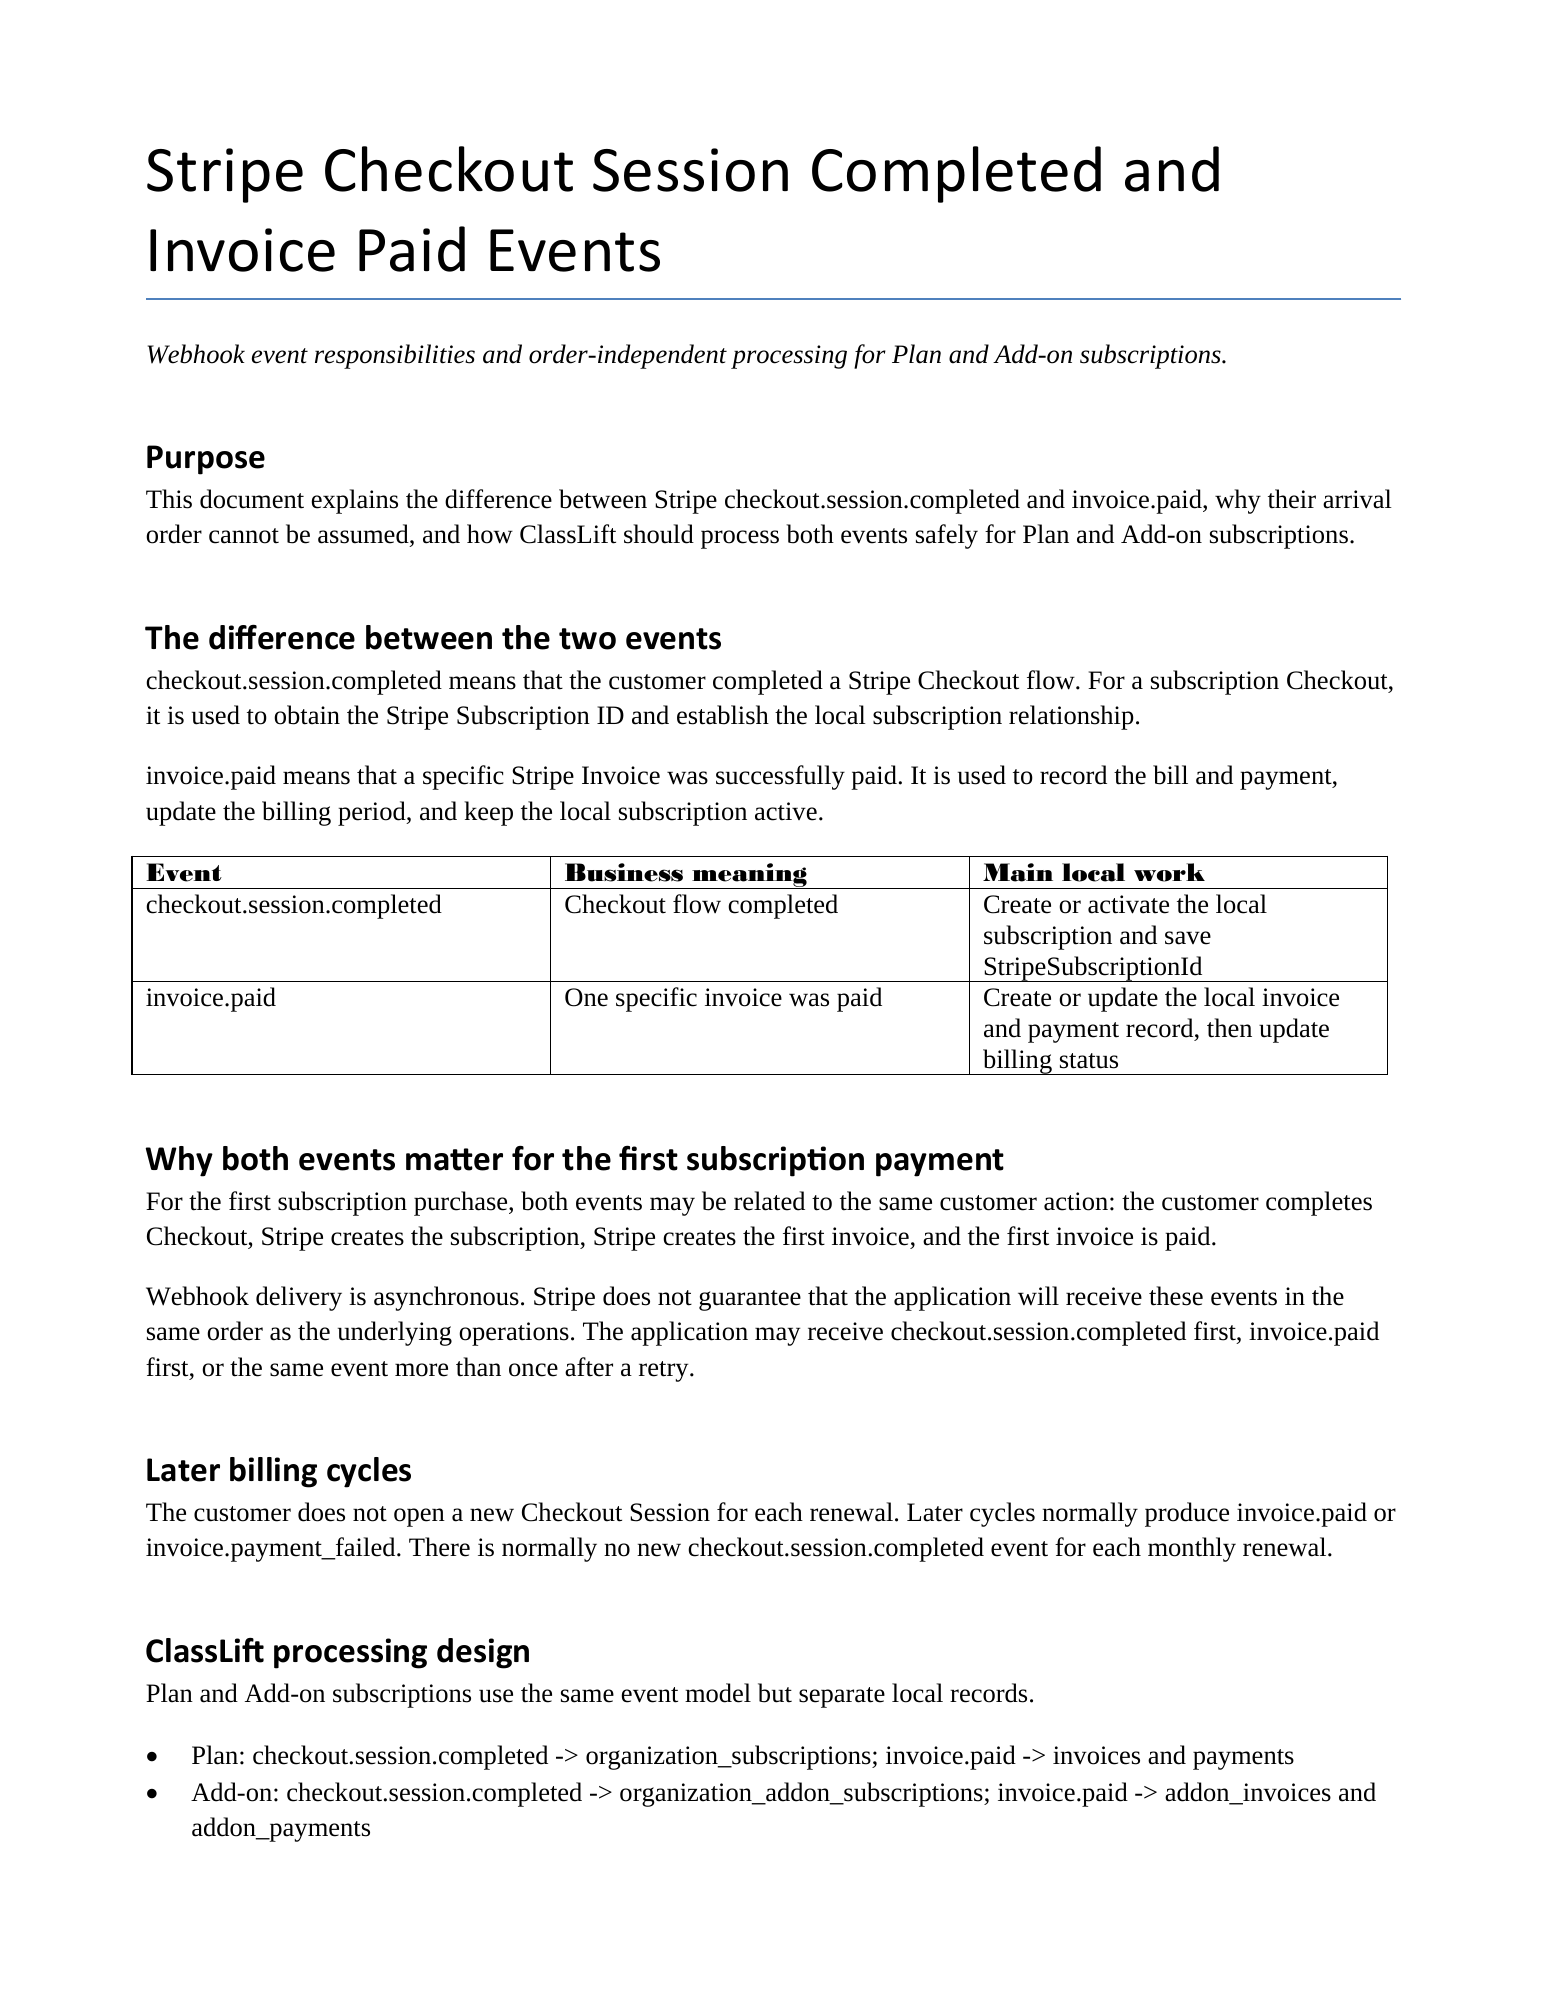 Stripe Checkout Session Completed and
Invoice Paid Events
Webhook event responsibilities and order-independent processing for Plan and Add-on subscriptions.
Purpose
This document explains the difference between Stripe checkout.session.completed and invoice.paid, why their arrival
order cannot be assumed, and how ClassLift should process both events safely for Plan and Add-on subscriptions.
The difference between the two events
checkout.session.completed means that the customer completed a Stripe Checkout flow. For a subscription Checkout,
it is used to obtain the Stripe Subscription ID and establish the local subscription relationship.
invoice.paid means that a specific Stripe Invoice was successfully paid. It is used to record the bill and payment,
update the billing period, and keep the local subscription active.
Event Business meaning Main local work
checkout.session.completed Checkout flow completed Create or activate the local
subscription and save
StripeSubscriptionId
invoice.paid One specific invoice was paid Create or update the local invoice
and payment record, then update
billing status
Why both events matter for the first subscription payment
For the first subscription purchase, both events may be related to the same customer action: the customer completes
Checkout, Stripe creates the subscription, Stripe creates the first invoice, and the first invoice is paid.
Webhook delivery is asynchronous. Stripe does not guarantee that the application will receive these events in the
same order as the underlying operations. The application may receive checkout.session.completed first, invoice.paid
first, or the same event more than once after a retry.
Later billing cycles
The customer does not open a new Checkout Session for each renewal. Later cycles normally produce invoice.paid or
invoice.payment_failed. There is normally no new checkout.session.completed event for each monthly renewal.
ClassLift processing design
Plan and Add-on subscriptions use the same event model but separate local records.
• Plan: checkout.session.completed -> organization_subscriptions; invoice.paid -> invoices and payments
• Add-on: checkout.session.completed -> organization_addon_subscriptions; invoice.paid -> addon_invoices and
addon_payments